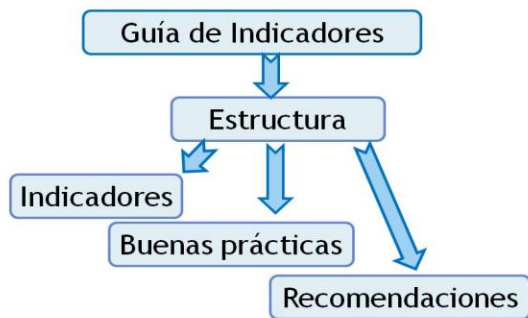 Guía de Indicadores
Estructura
Indicadores
Buenas prácticas
Recomendaciones